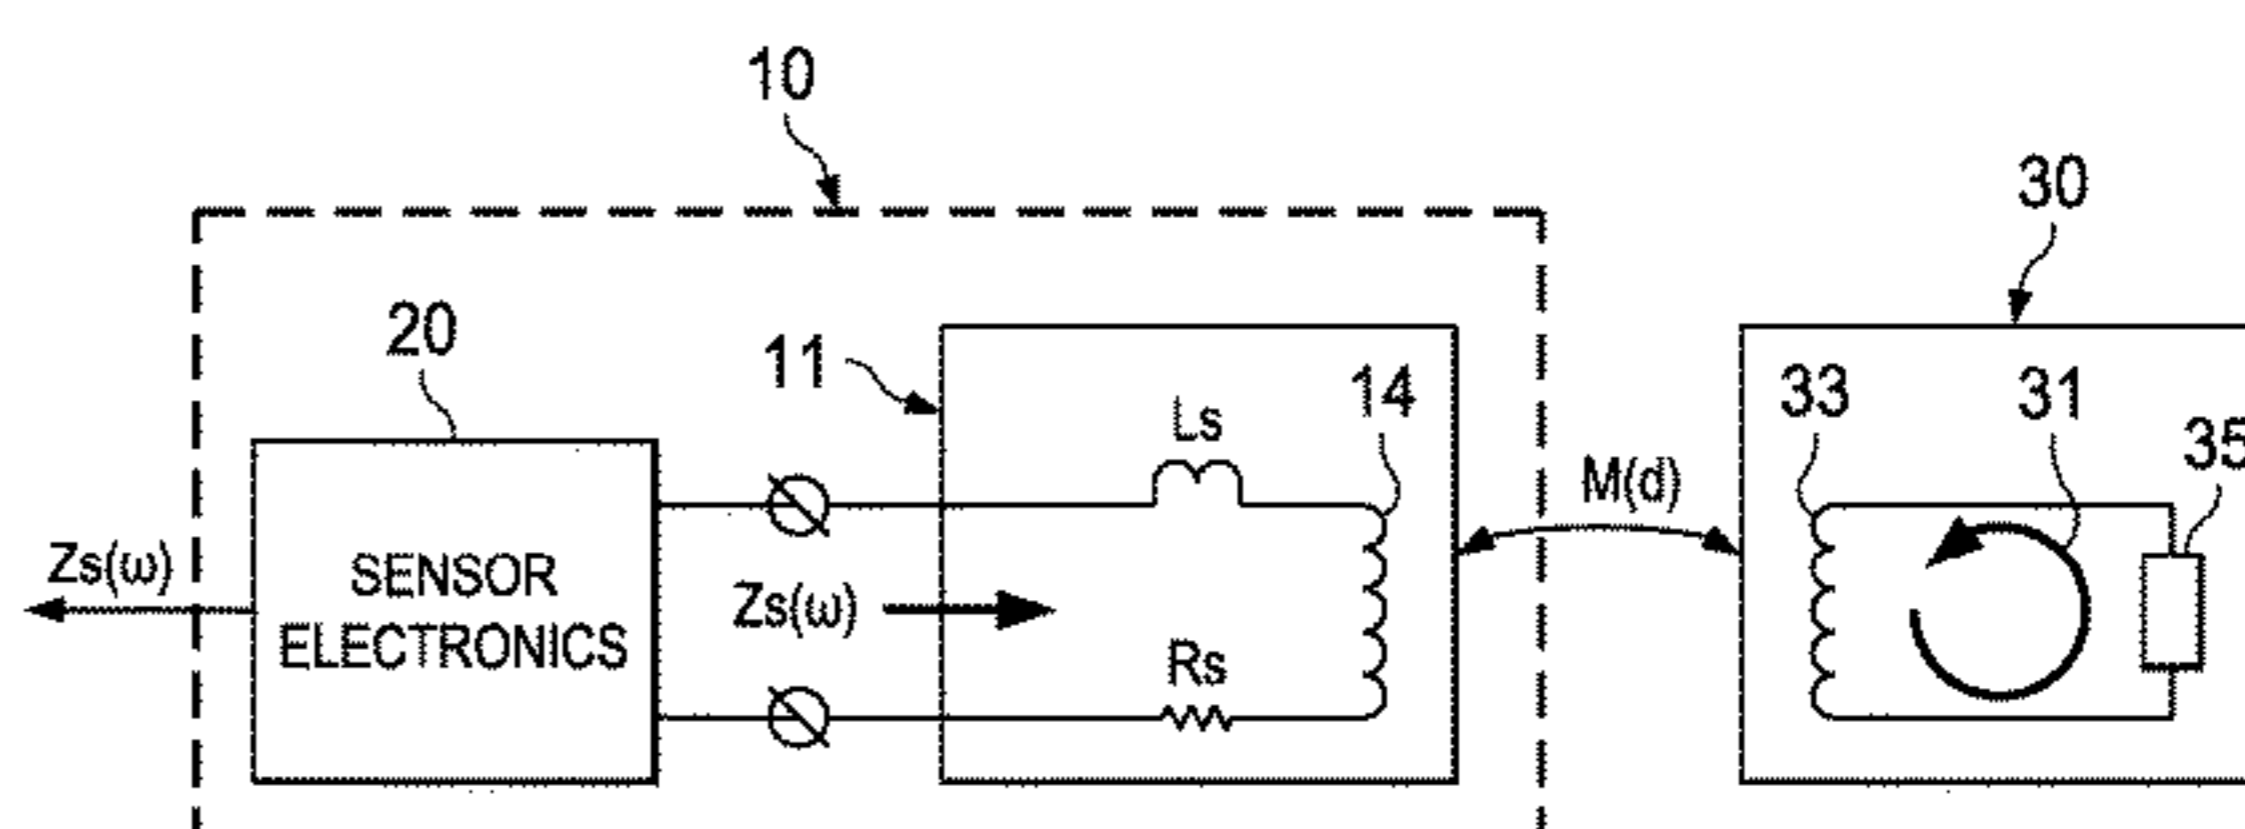 10
30
20
11
14
33
31
35
Ls
M(d)
Zs(ω)
SENSOR
ELECTRONICS
Zs(ω)
Rs